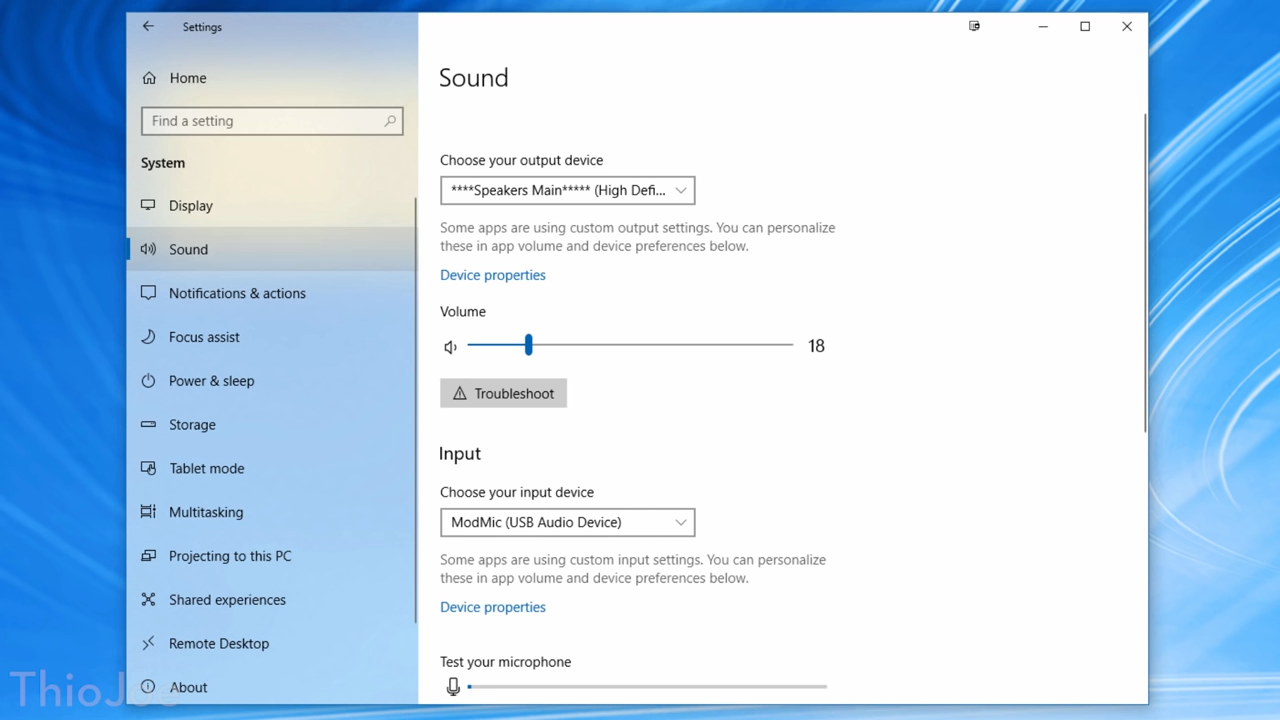 Settings
Home
Find a setting
System
Display
Sound
Notifications & actions
Focus assist
Power & sleep
Storage
Tablet mode
Multitasking
Projecting to this PC
Shared experiences
Remote Desktop
About
Sound
Choose your output device
****Speakers Main***** (High Defi...
Some apps are using custom output settings. You can personalize
these in app volume and device preferences below.
Device properties
Volume
18
Troubleshoot
Input
Choose your input device
ModMic (USB Audio Device)
Some apps are using custom input settings. You can personalize
these in app volume and device preferences below.
Device properties
Test your microphone
ThioJoe